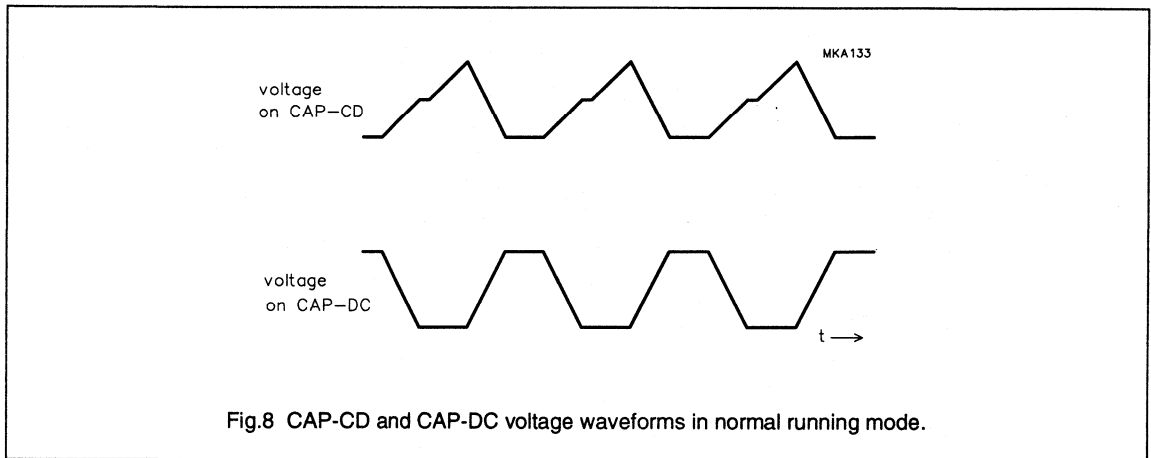 MKA133
voltage
on CAP-CD
voltage
on CAP-DC
t
Fig.8 CAP-CD and CAP-DC voltage waveforms in normal running mode.